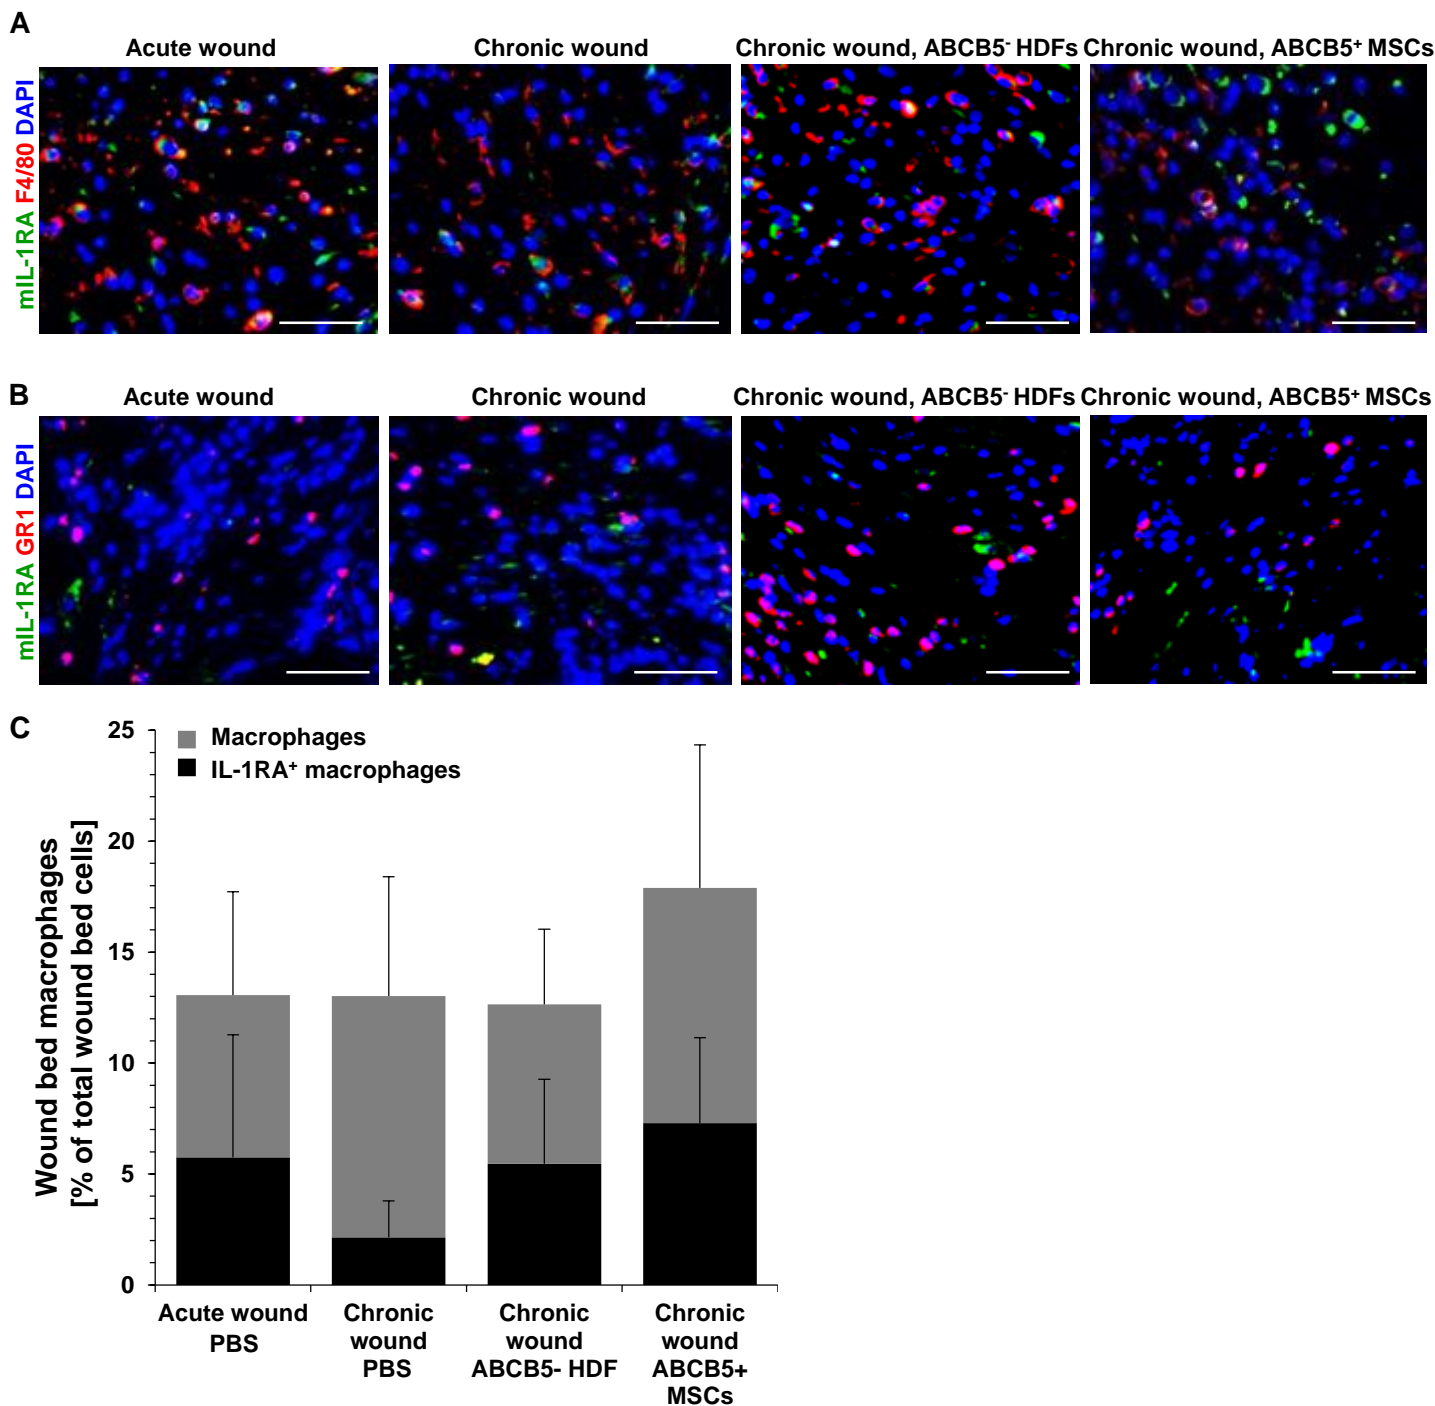 A
Acute wound
Chronic wound
Chronic wound, ABCB5⁻ HDFs
Chronic wound, ABCB5⁺ MSCs
mIL-1RA F4/80 DAPI
B
Acute wound
Chronic wound
Chronic wound, ABCB5⁻ HDFs
Chronic wound, ABCB5⁺ MSCs
mIL-1RA GR1 DAPI
C
Wound bed macrophages
[% of total wound bed cells]
25
20
15
10
5
0
Macrophages
IL-1RA⁺ macrophages
Acute wound
PBS
Chronic
wound
PBS
Chronic
wound
ABCB5- HDF
Chronic
wound
ABCB5+
MSCs